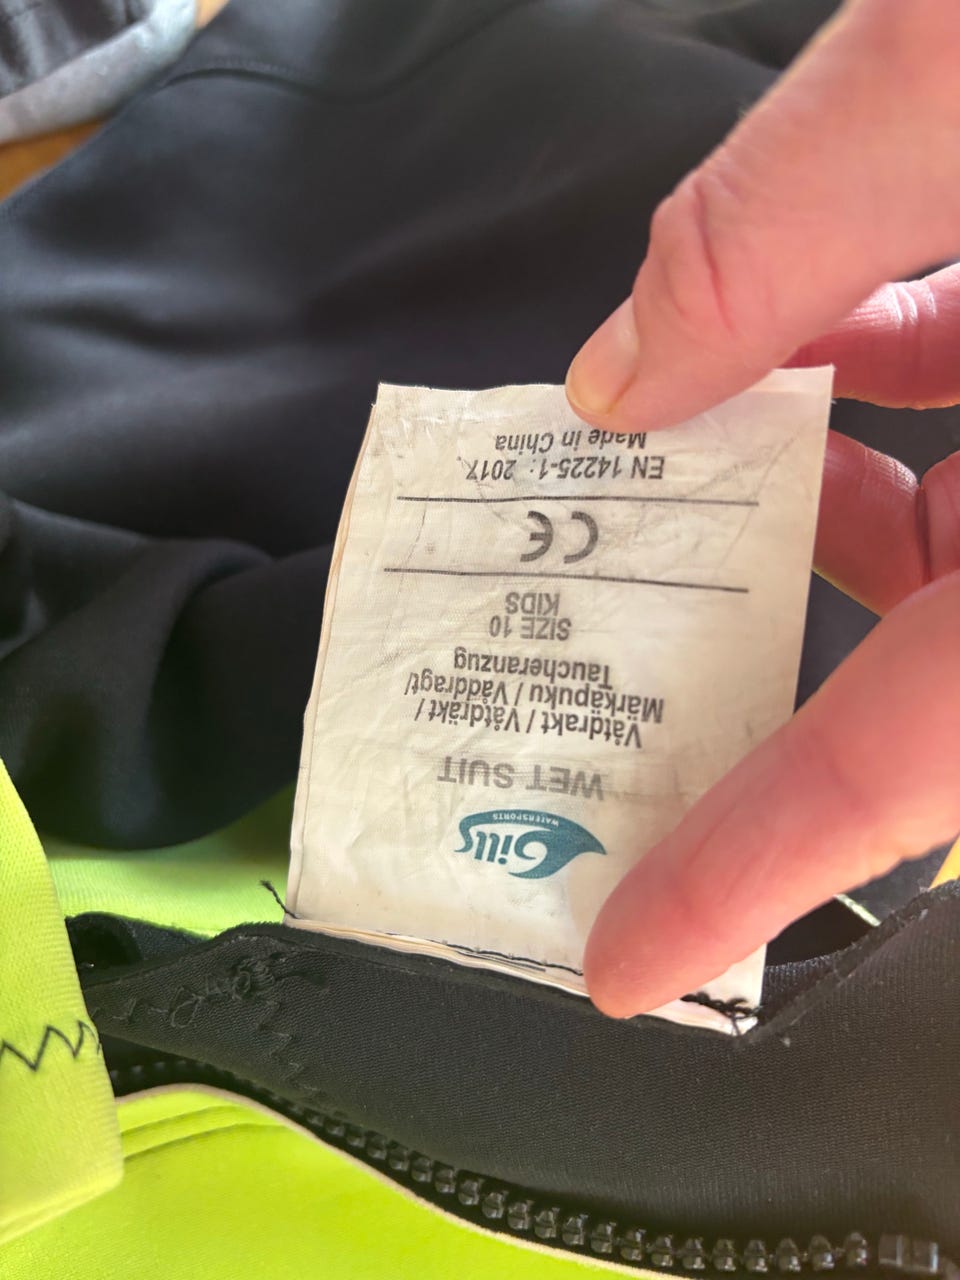 Gills
WATERSPORTS
WET SUIT
Våtdrakt / Våtdräkt /
Märkäpuku / Våddragt/
Taucheranzug
SIZE 10
KIDS
CE
EN 14225-1 : 2017.
Made in China